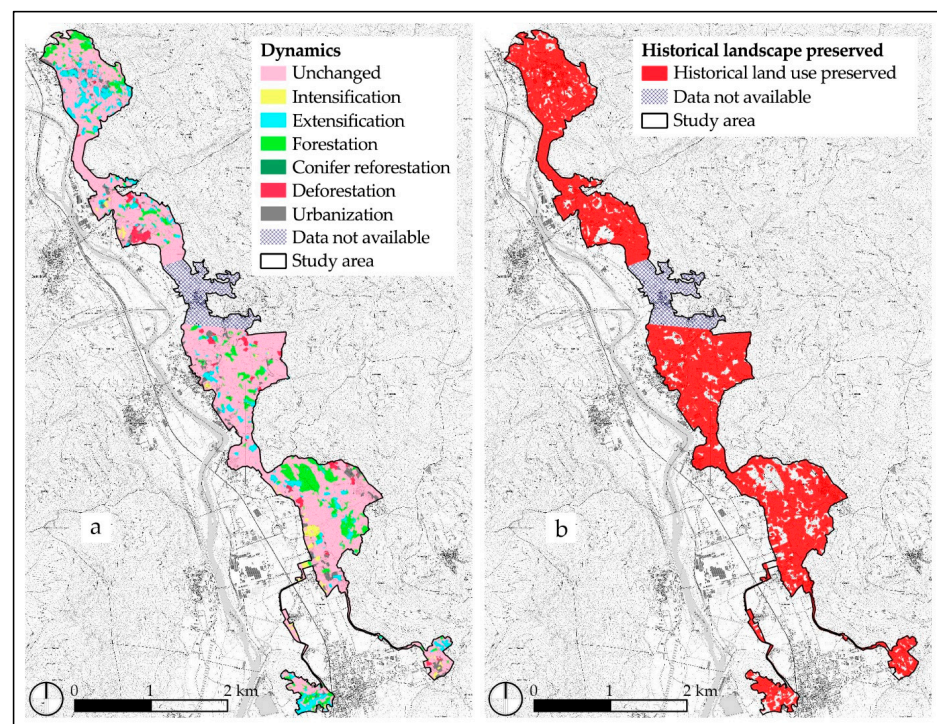 Dynamics
Unchanged
Intensification
Extensification
Forestation
Conifer reforestation
Deforestation
Urbanization
Data not available
Study area
a
0 1 2 km
Historical landscape preserved
Historical land use preserved
Data not available
Study area
b
0 1 2 km